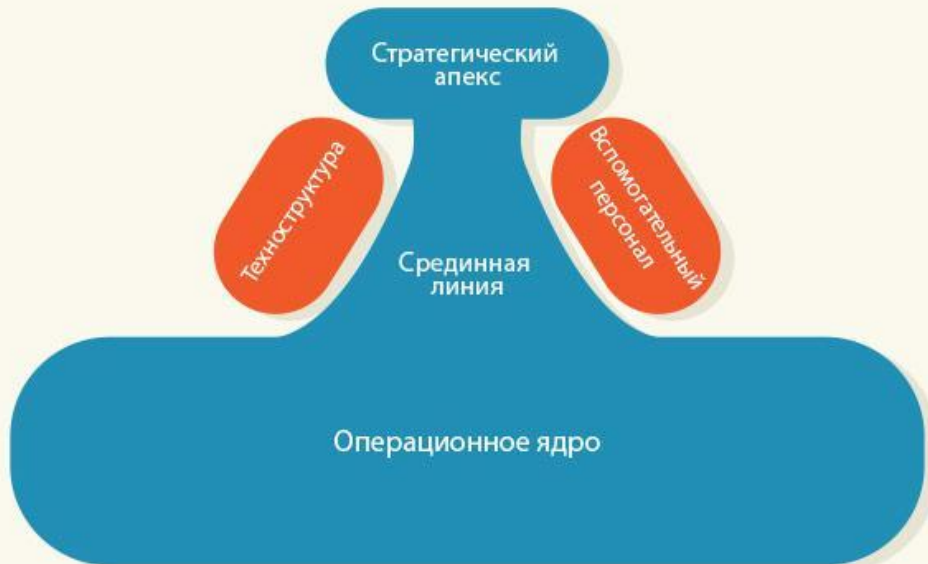 Стратегический
апекс
Техноструктура
Вспомогательный
персонал
Срединная
линия
Операционное ядро